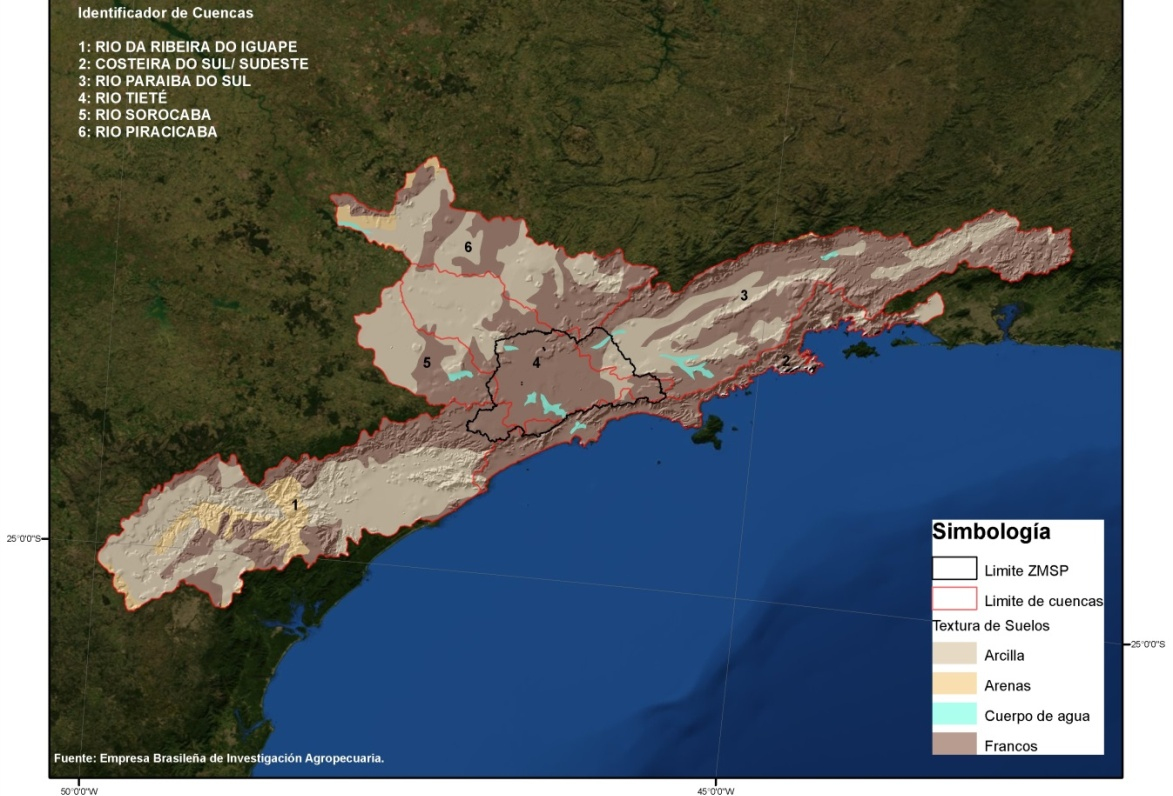 Identificador de Cuencas
1: RIO DA RIBEIRA DO IGUAPE
2: COSTEIRA DO SUL/ SUDESTE
3: RIO PARAIBA DO SUL
4: RIO TIETÉ
5: RIO SOROCABA
6: RIO PIRACICABA
6
3
5
4
2
1
25°0'0"S
Simbología
Limite ZMSP
Limite de cuencas
Textura de Suelos
Arcilla
Arenas
Cuerpo de agua
Francos
25°0'0"S
Fuente: Empresa Brasileña de Investigación Agropecuaria.
50°0'0"W
45°0'0"W